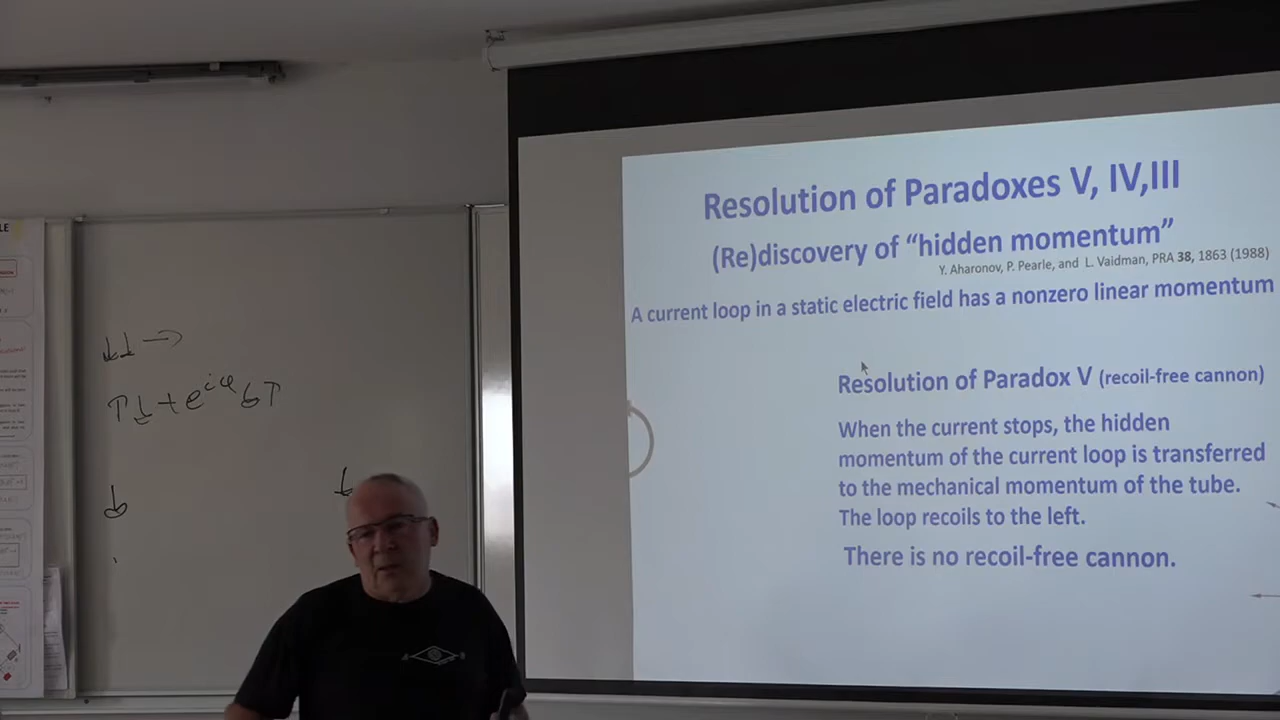 Resolution of Paradoxes V, IV,III
(Re)discovery of “hidden momentum”
Y. Aharonov, P. Pearle, and L. Vaidman, PRA 38, 1863 (1988)
A current loop in a static electric field has a nonzero linear momentum
Resolution of Paradox V (recoil-free cannon)
When the current stops, the hidden
momentum of the current loop is transferred
to the mechanical momentum of the tube.
The loop recoils to the left.
There is no recoil-free cannon.
↓↓ →
↑↓ + e^{iφ} ↓↑
↓
↓